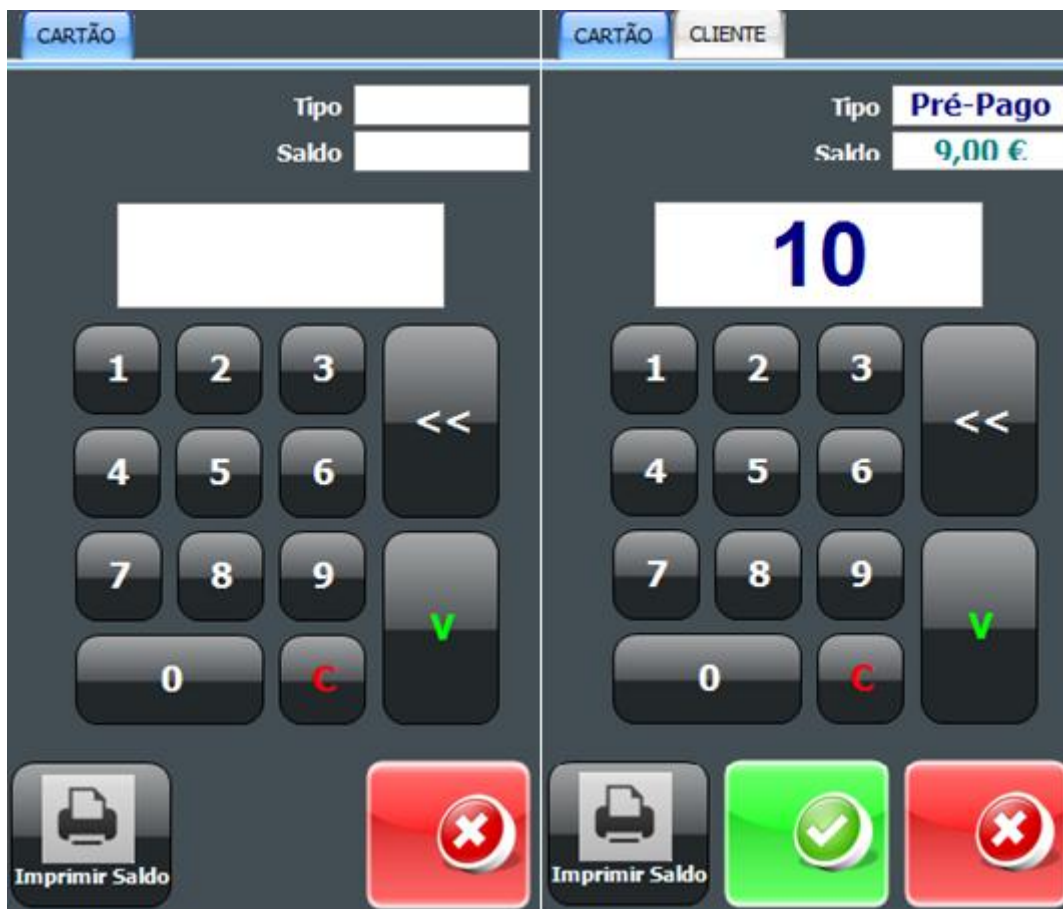 CARTÃO
Tipo
Saldo
1 2 3 <<
4 5 6
7 8 9 V
0 C
Imprimir Saldo
CARTÃO CLIENTE
Tipo Pré-Pago
Saldo 9,00 €
10
1 2 3 <<
4 5 6
7 8 9 V
0 C
Imprimir Saldo